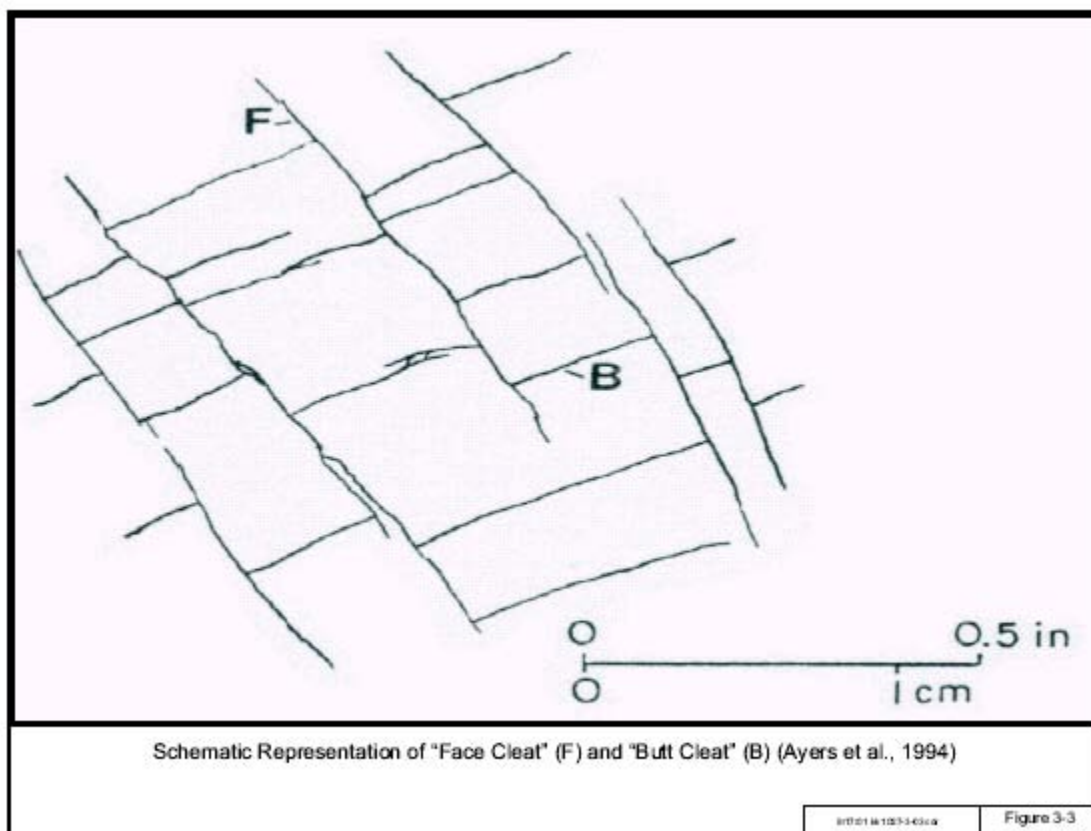 F
B
0 0.5 in
0 1 cm
Schematic Representation of "Face Cleat" (F) and "Butt Cleat" (B) (Ayers et al., 1994)
Figure 3-3